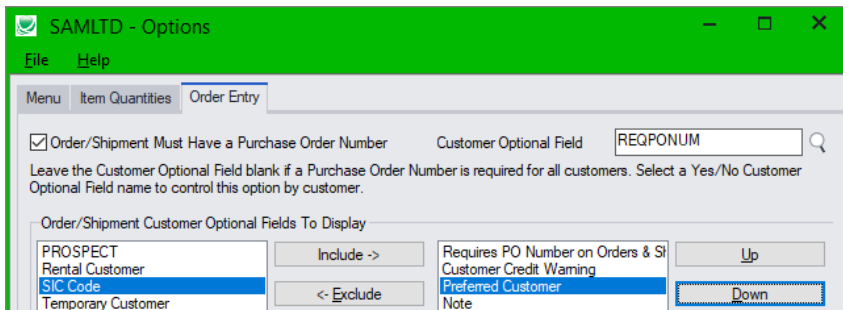 SAMLTD - Options
File Help
Menu Item Quantities Order Entry
Order/Shipment Must Have a Purchase Order Number Customer Optional Field REQPONUM
Leave the Customer Optional Field blank if a Purchase Order Number is required for all customers. Select a Yes/No Customer
Optional Field name to control this option by customer.
Order/Shipment Customer Optional Fields To Display
PROSPECT Include -> Requires PO Number on Orders & Sh Up
Rental Customer Customer Credit Warning
SIC Code <- Exclude Preferred Customer Down
Temporary Customer Note